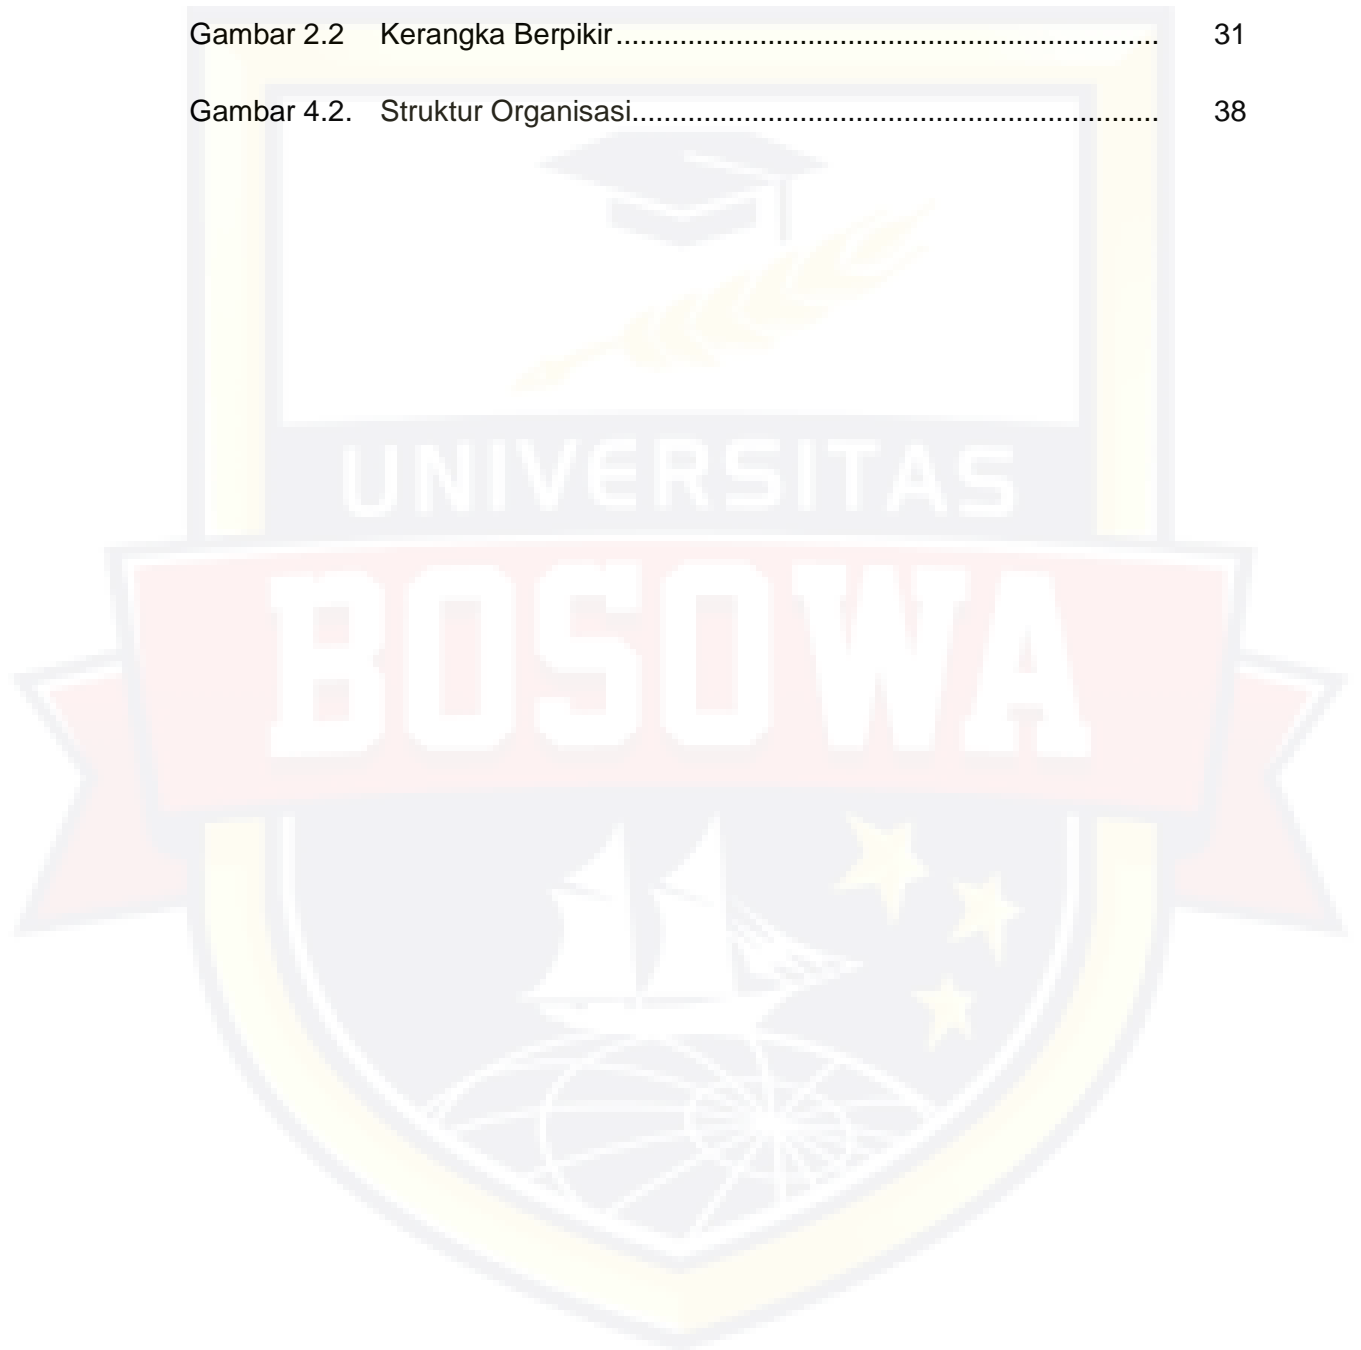 Gambar 2.2 Kerangka Berpikir.................................................................... 31
Gambar 4.2. Struktur Organisasi.................................................................. 38
UNIVERSITAS
BOSOWA